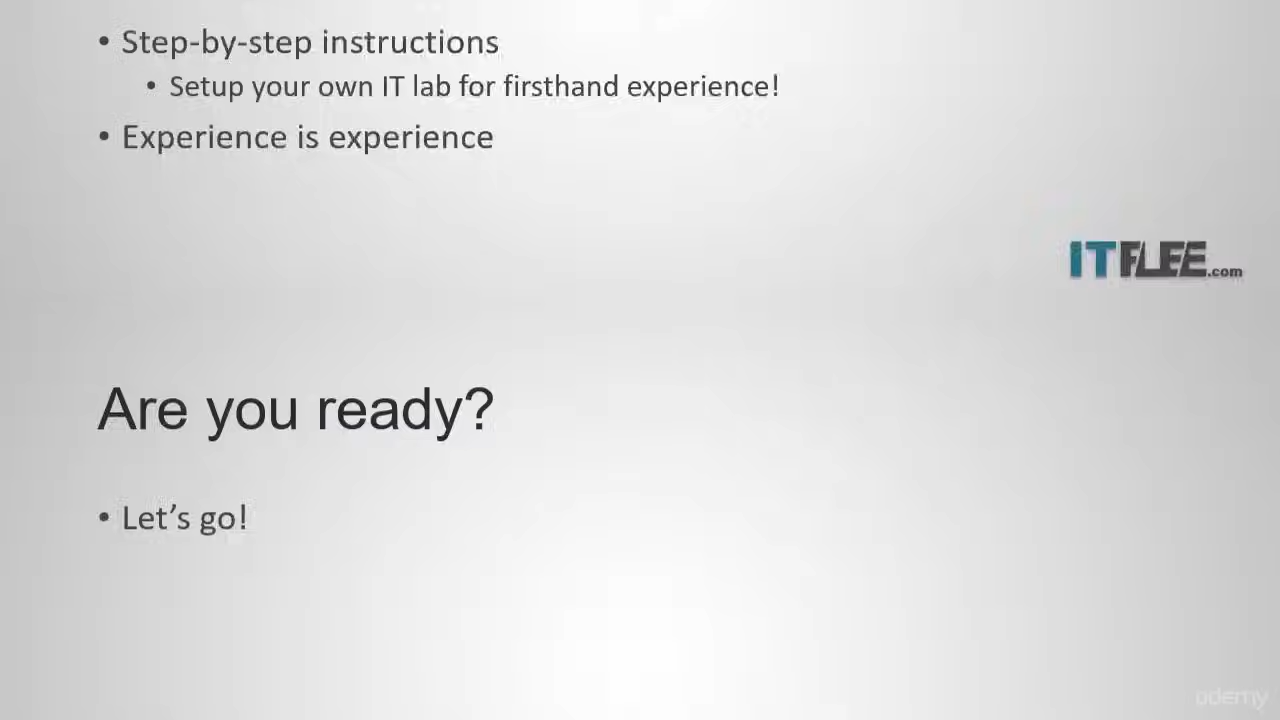 • Step-by-step instructions
• Setup your own IT lab for firsthand experience!
• Experience is experience
ITFLEE.com
Are you ready?
• Let’s go!
udemy